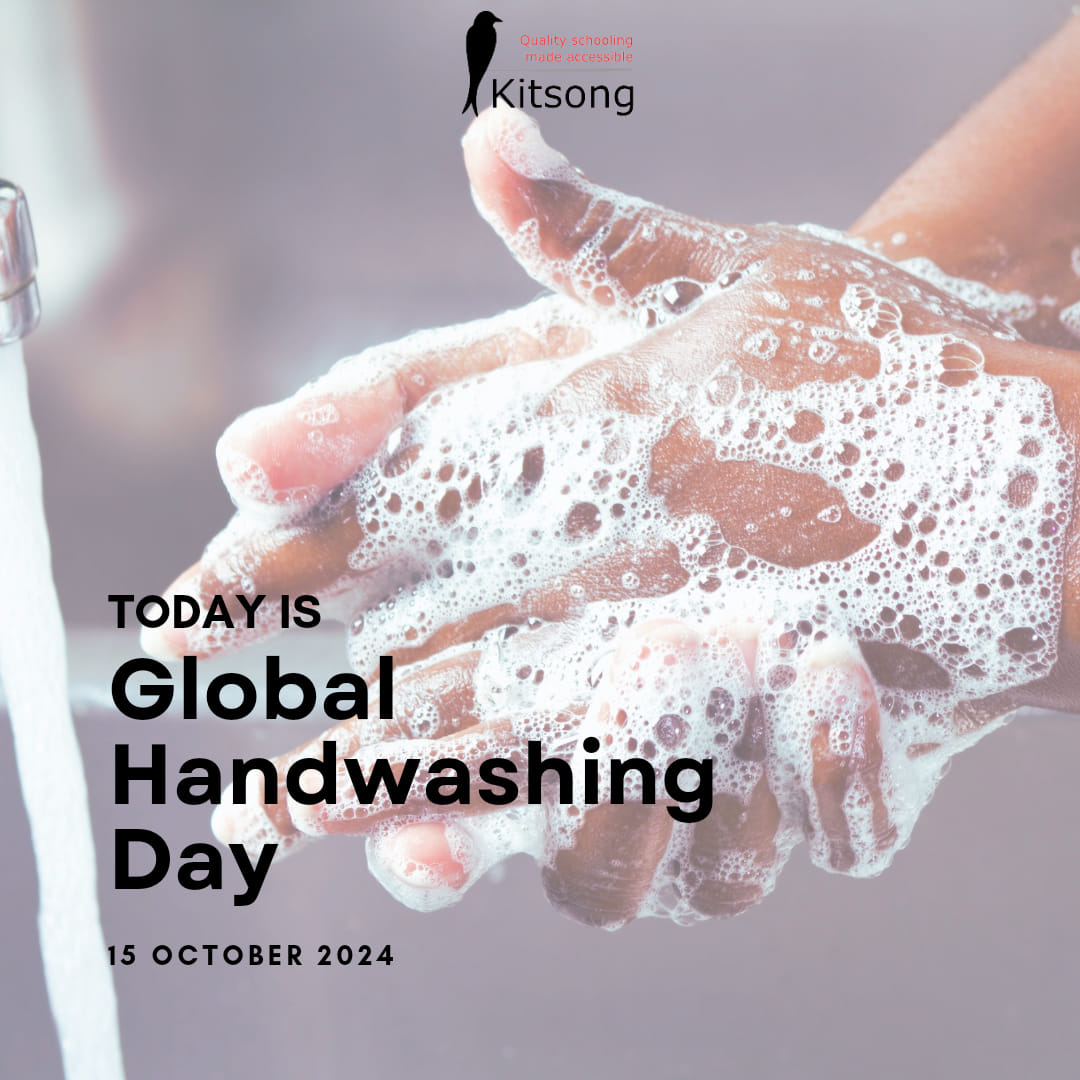 Quality schooling
made accessible
Kitsong
TODAY IS
Global
Handwashing
Day
15 OCTOBER 2024